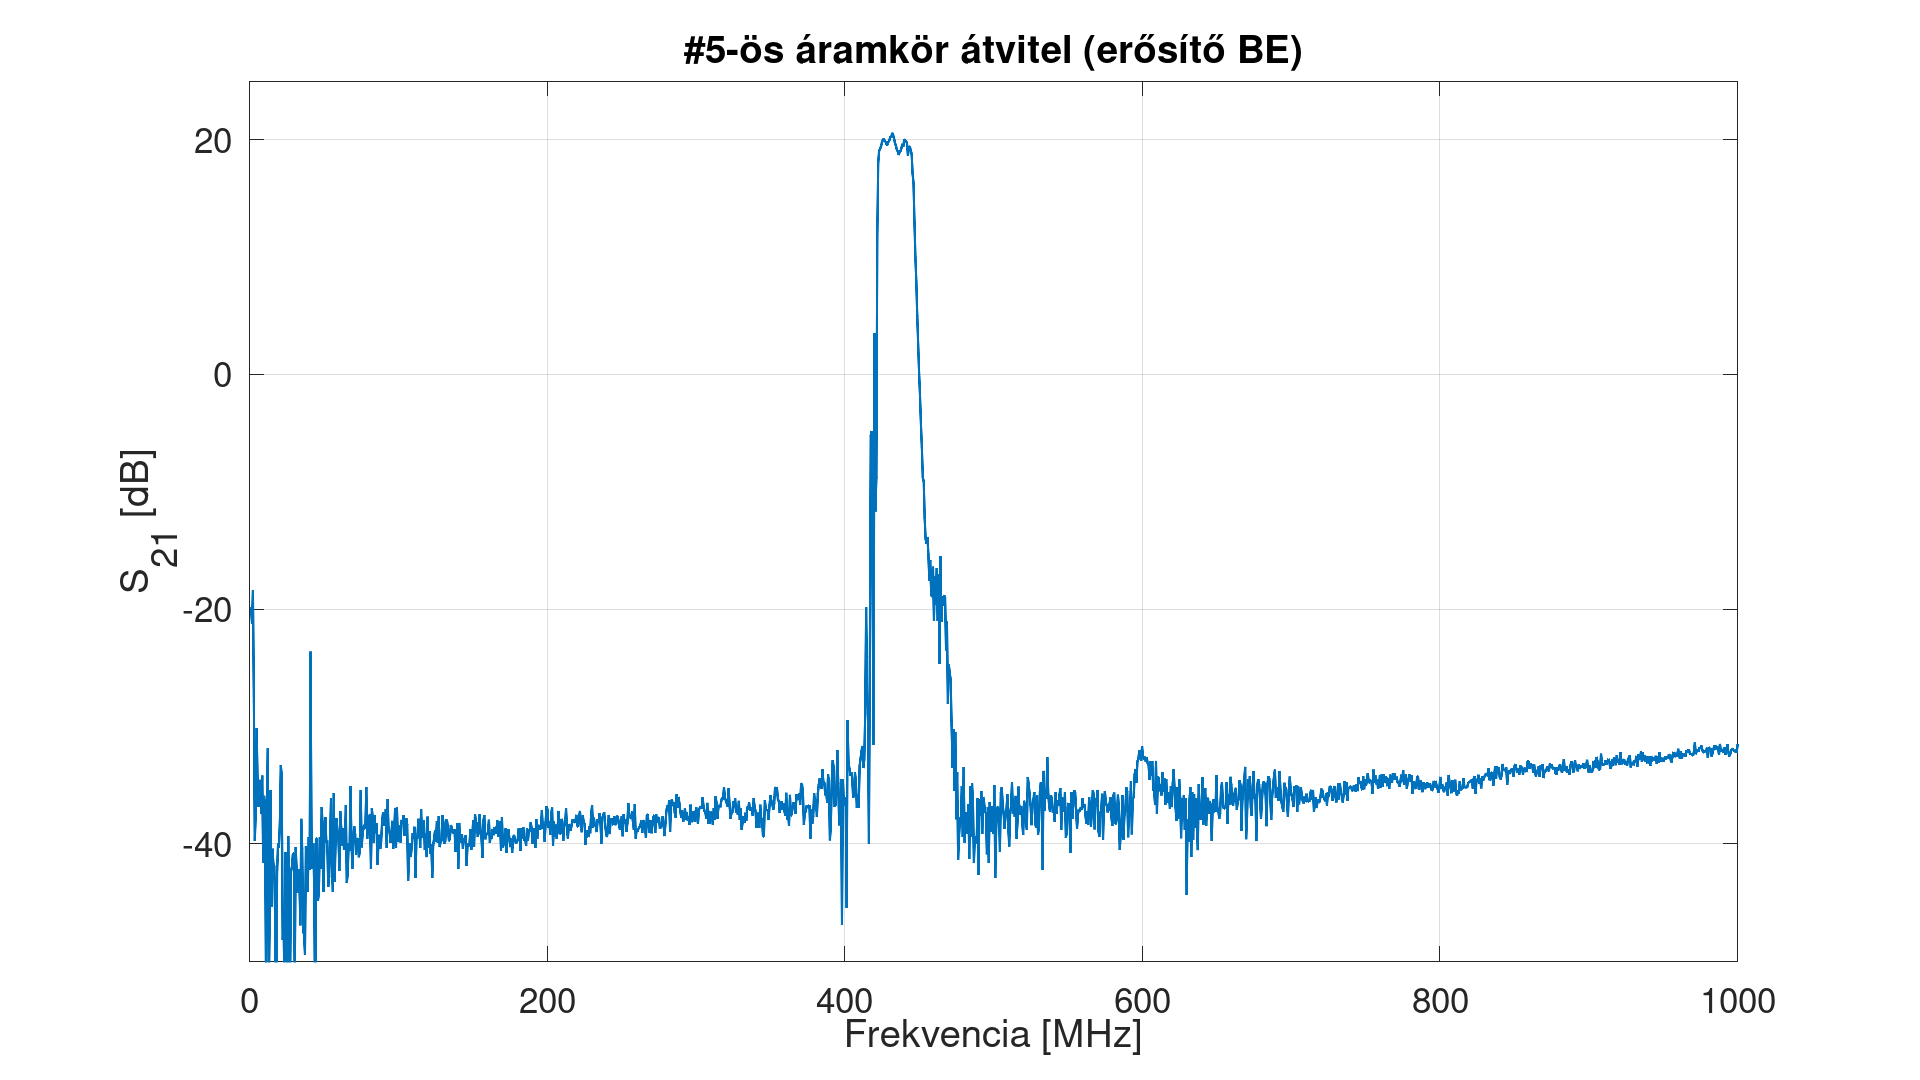 #5-ös áramkör átvitel (erősítő BE)
S21 [dB]
20
0
-20
-40
0 200 400 600 800 1000
Frekvencia [MHz]